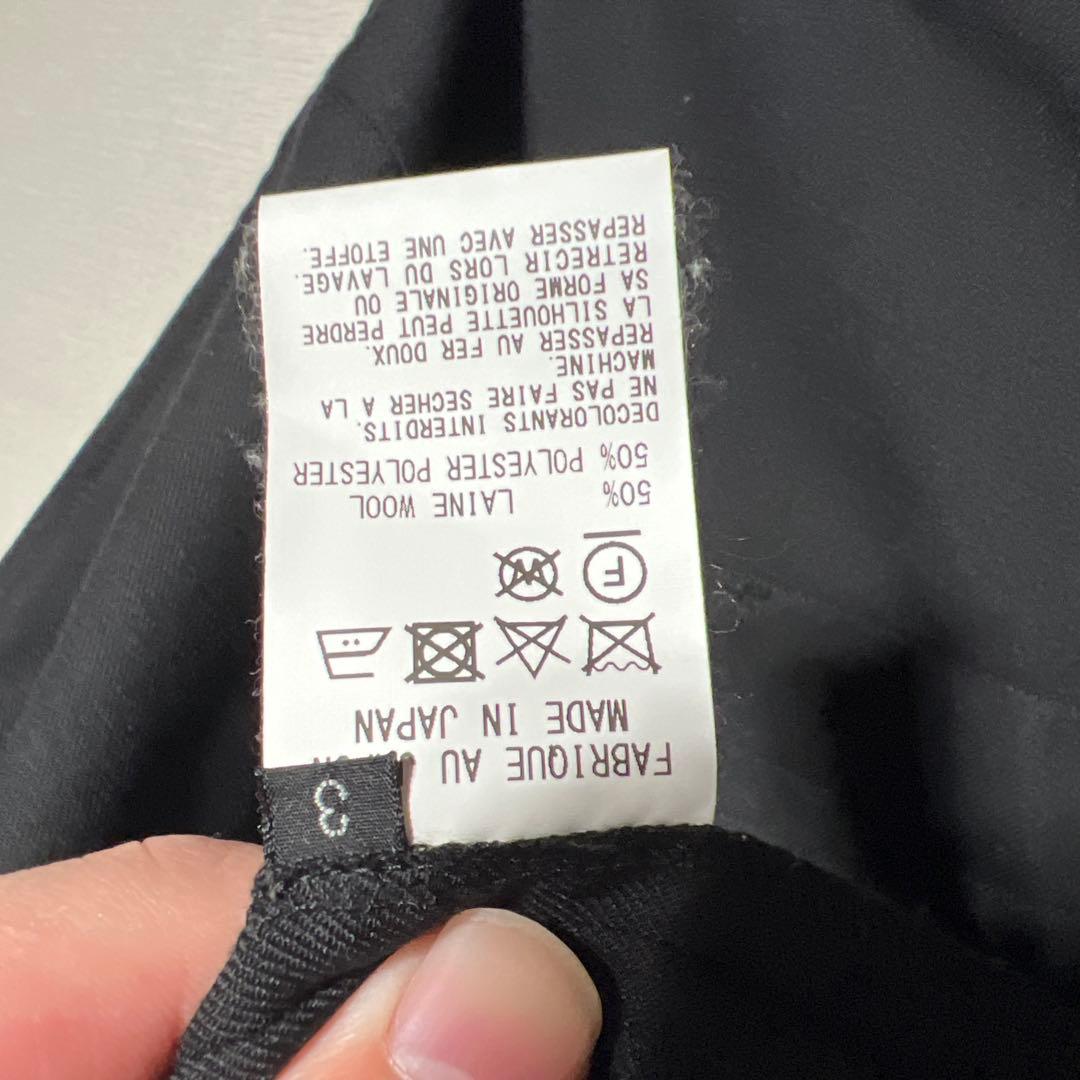 3
FABRIQUE AU
MADE IN JAPAN
F W
50% LAINE WOOL
50% POLYESTER POLYESTER
DECOLORANTS INTERDITS.
NE PAS FAIRE SECHER A LA
MACHINE.
REPASSER AU FER DOUX.
LA SILHOUETTE PEUT PERDRE
SA FORME ORIGINALE OU
RETRECIR LORS DU LAVAGE.
REPASSER AVEC UNE ETOFFE.